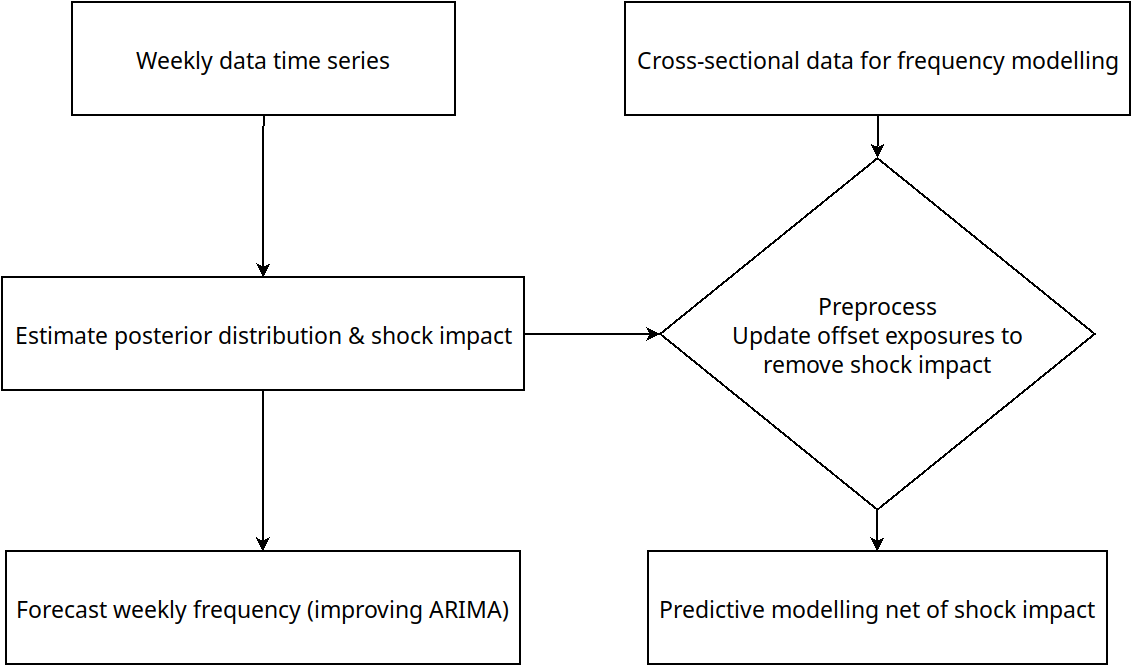 Weekly data time series
Cross-sectional data for frequency modelling
Estimate posterior distribution & shock impact
Preprocess
Update offset exposures to
remove shock impact
Forecast weekly frequency (improving ARIMA)
Predictive modelling net of shock impact